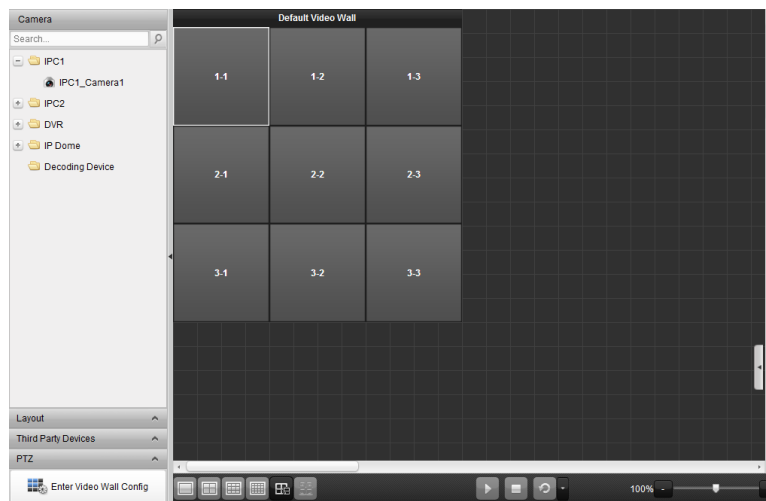 Camera
Search...
IPC1
IPC1_Camera1
IPC2
DVR
IP Dome
Decoding Device
Layout
Third Party Devices
PTZ
Enter Video Wall Config
Default Video Wall
1-1 1-2 1-3
2-1 2-2 2-3
3-1 3-2 3-3
100%